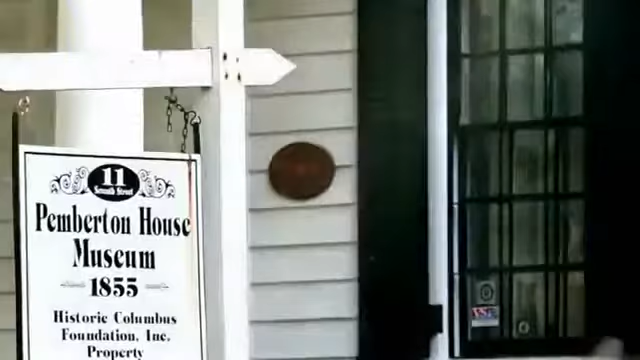 11
Seventh Street
Pemberton House
Museum
1855
Historic Columbus
Foundation, Inc.
Property